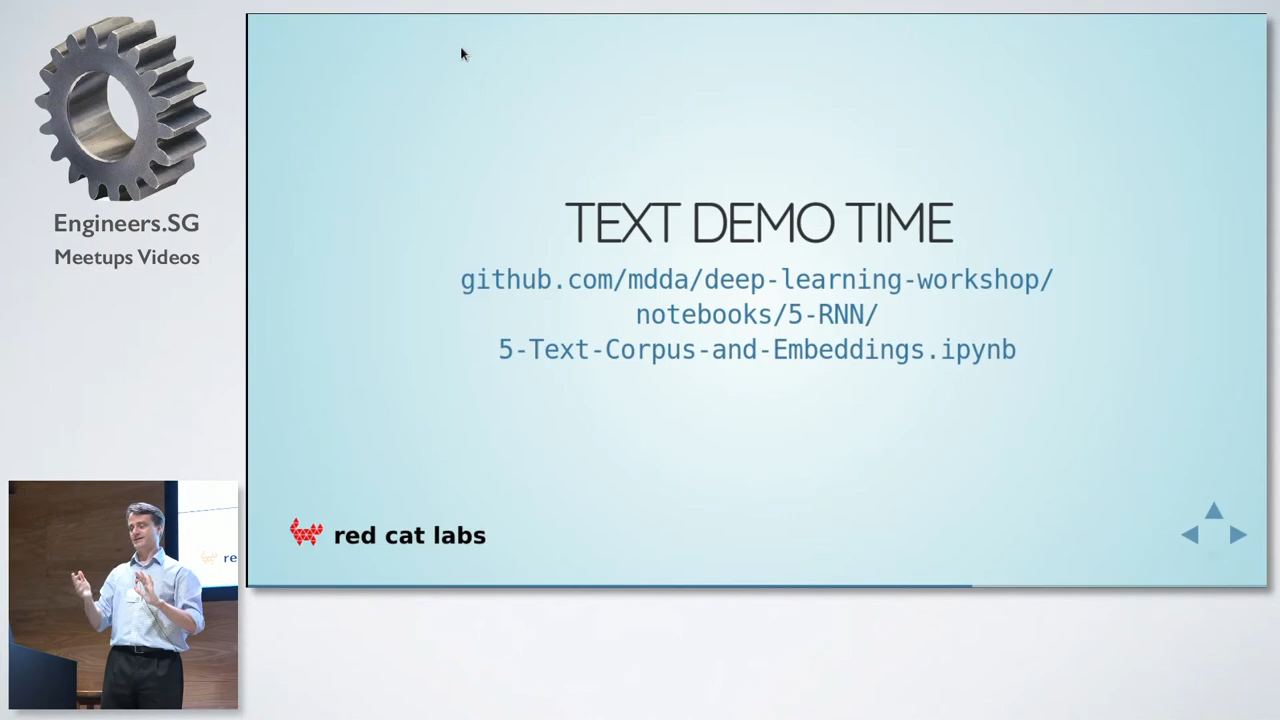 Engineers.SG
Meetups Videos
TEXT DEMO TIME
github.com/mdda/deep-learning-workshop/
notebooks/5-RNN/
5-Text-Corpus-and-Embeddings.ipynb
red cat labs
re